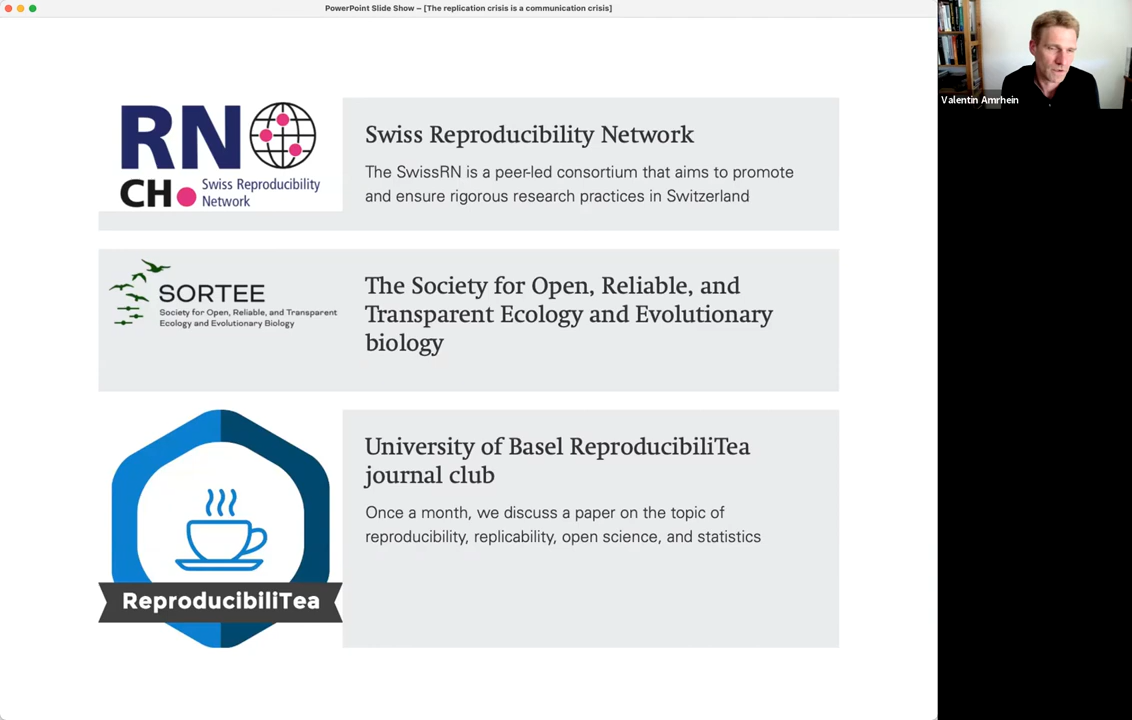 PowerPoint Slide Show – [The replication crisis is a communication crisis]
Valentin Amrhein
RN
CH
Swiss Reproducibility
Network
Swiss Reproducibility Network
The SwissRN is a peer-led consortium that aims to promote
and ensure rigorous research practices in Switzerland
SORTEE
Society for Open, Reliable, and Transparent
Ecology and Evolutionary Biology
The Society for Open, Reliable, and
Transparent Ecology and Evolutionary
biology
ReproducibiliTea
University of Basel ReproducibiliTea
journal club
Once a month, we discuss a paper on the topic of
reproducibility, replicability, open science, and statistics